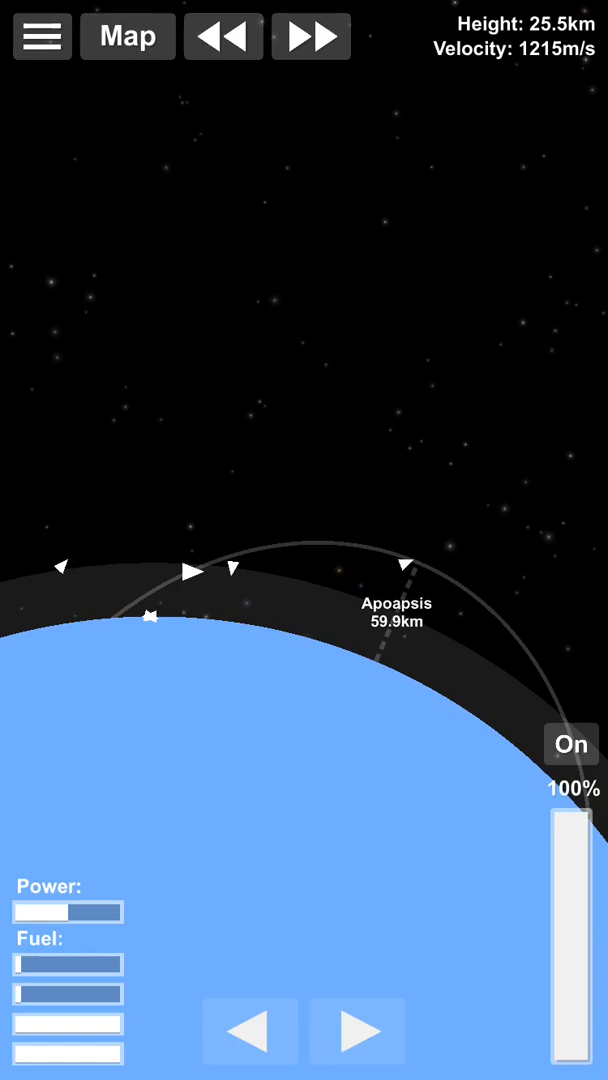 Map
Height: 25.5km
Velocity: 1215m/s
Apoapsis
59.9km
On
100%
Power:
Fuel: